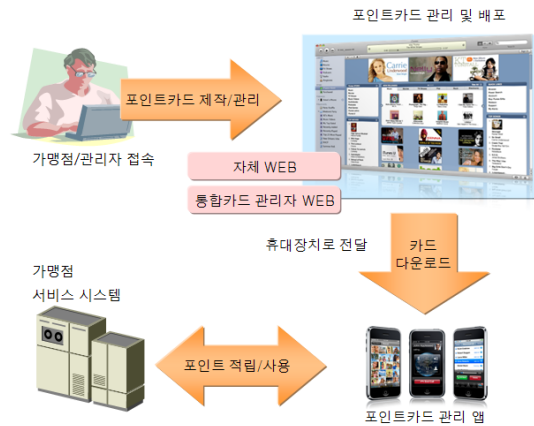 포인트카드 관리 및 배포
포인트카드 제작/관리
가맹점/관리자 접속
자체 WEB
통합카드 관리자 WEB
휴대장치로 전달
카드
다운로드
가맹점
서비스 시스템
포인트 적립/사용
포인트카드 관리 앱
Carrie
Underwood